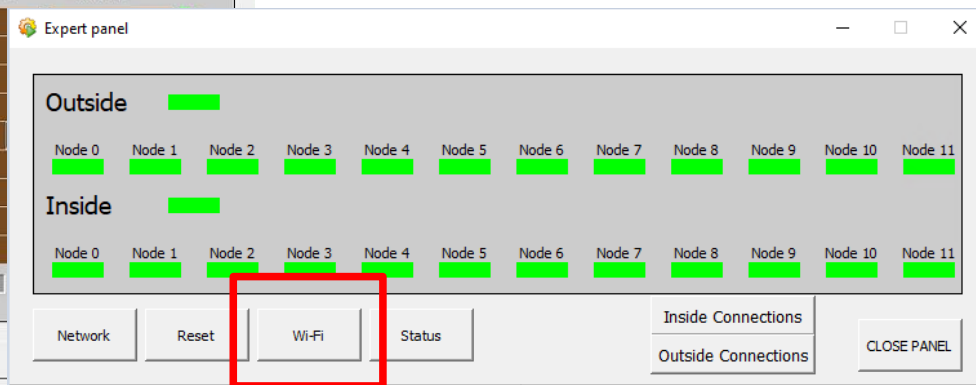 Expert panel
Outside
Node 0 Node 1 Node 2 Node 3 Node 4 Node 5 Node 6 Node 7 Node 8 Node 9 Node 10 Node 11
Inside
Node 0 Node 1 Node 2 Node 3 Node 4 Node 5 Node 6 Node 7 Node 8 Node 9 Node 10 Node 11
Network Reset Wi-Fi Status
Inside Connections
Outside Connections
CLOSE PANEL